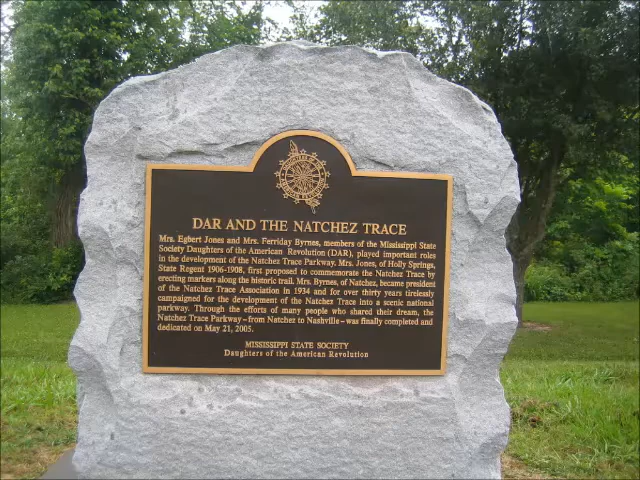 DAR AND THE NATCHEZ TRACE
Mrs. Egbert Jones and Mrs. Ferriday Byrnes, members of the Mississippi State
Society Daughters of the American Revolution (DAR), played important roles
in the development of the Natchez Trace Parkway. Mrs. Jones, of Holly Springs,
State Regent 1906-1908, first proposed to commemorate the Natchez Trace by
erecting markers along the historic trail. Mrs. Byrnes, of Natchez, became president
of the Natchez Trace Association in 1934 and for over thirty years tirelessly
campaigned for the development of the Natchez Trace into a scenic national
parkway. Through the efforts of many people who shared their dream, the
Natchez Trace Parkway – from Natchez to Nashville – was finally completed and
dedicated on May 21, 2005.
MISSISSIPPI STATE SOCIETY
Daughters of the American Revolution